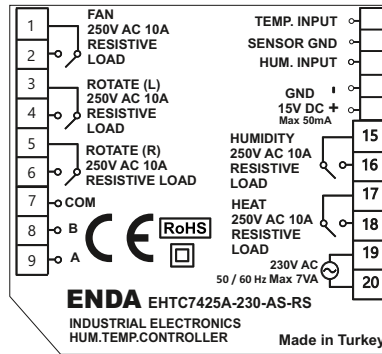 1
FAN
250V AC 10A
RESISTIVE
LOAD
2
3
ROTATE (L)
250V AC 10A
RESISTIVE
LOAD
4
5
ROTATE (R)
250V AC 10A
RESISTIVE LOAD
6
7
COM
8
B
9
A
CE
RoHS
TEMP. INPUT
SENSOR GND
HUM. INPUT
GND -
15V DC +
Max 50mA
HUMIDITY
250V AC 10A
RESISTIVE
LOAD
15
16
HEAT
250V AC 10A
RESISTIVE
LOAD
17
18
230V AC
50 / 60 Hz Max 7VA
19
20
ENDA EHTC7425A-230-AS-RS
INDUSTRIAL ELECTRONICS
HUM.TEMP.CONTROLLER
Made in Turkey